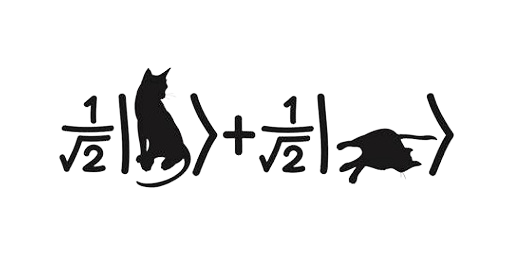 1/√2 | ⟩ + 1/√2 | ⟩